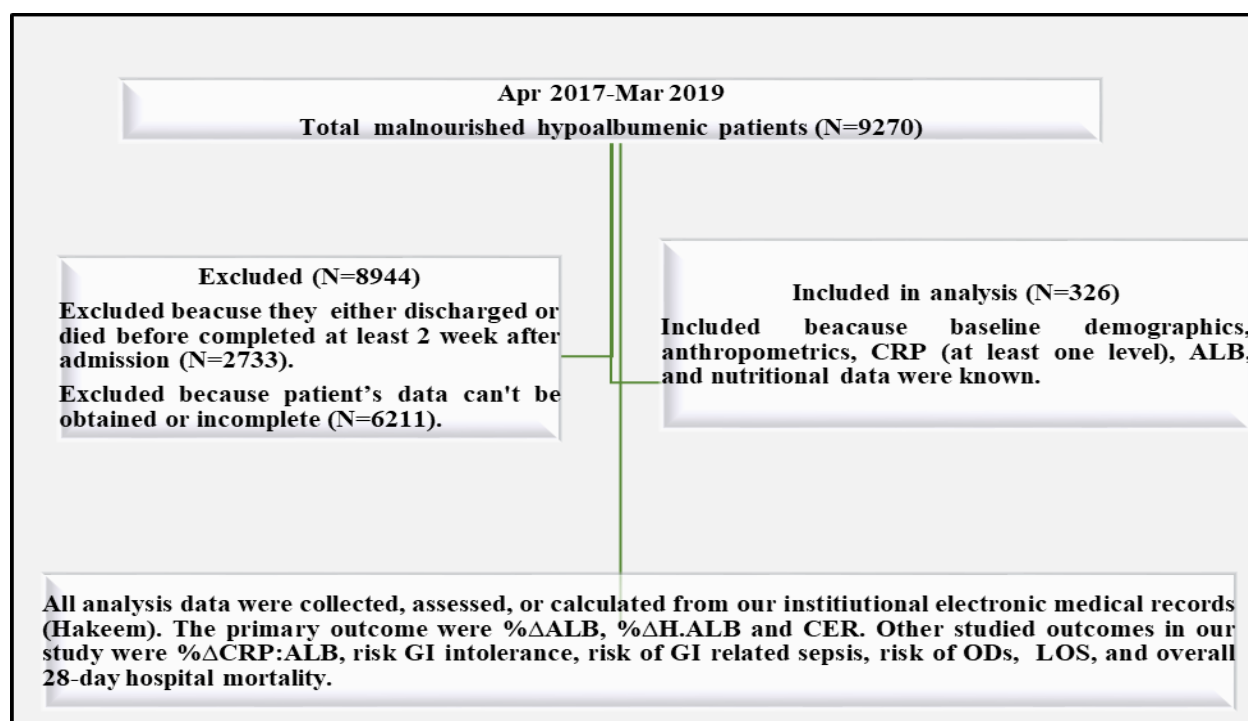 Apr 2017-Mar 2019
Total malnourished hypoalbumenic patients (N=9270)
Excluded (N=8944)
Excluded beacuse they either discharged or
died before completed at least 2 week after
admission (N=2733).
Excluded because patient’s data can't be
obtained or incomplete (N=6211).
Included in analysis (N=326)
Included beacause baseline demographics,
anthropometrics, CRP (at least one level), ALB,
and nutritional data were known.
All analysis data were collected, assessed, or calculated from our institiutional electronic medical records
(Hakeem). The primary outcome were %∆ALB, %∆H.ALB and CER. Other studied outcomes in our
study were %∆CRP:ALB, risk GI intolerance, risk of GI related sepsis, risk of ODs, LOS, and overall
28-day hospital mortality.